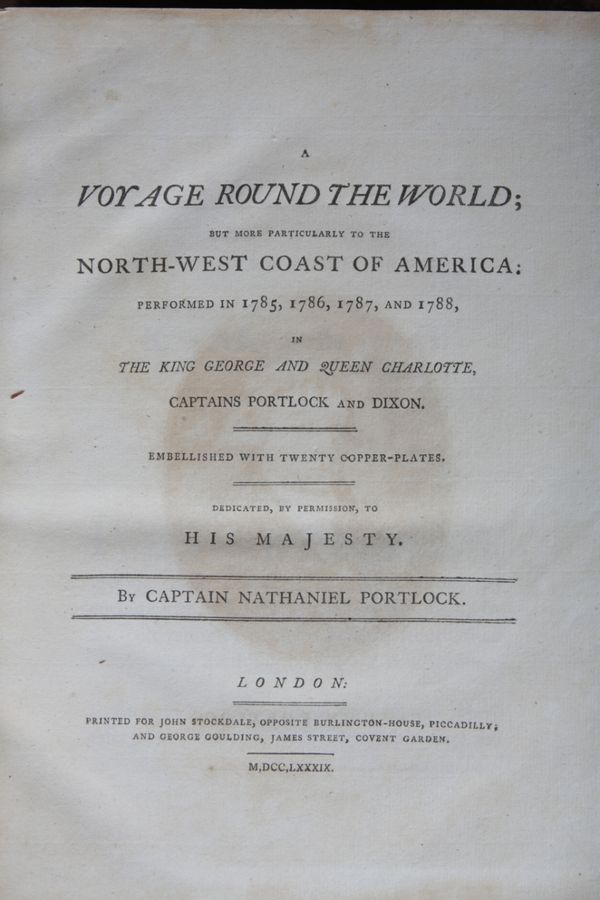 A
VOYAGE ROUND THE WORLD;
BUT MORE PARTICULARLY TO THE
NORTH-WEST COAST OF AMERICA:
PERFORMED IN 1785, 1786, 1787, AND 1788,
IN
THE KING GEORGE AND QUEEN CHARLOTTE,
CAPTAINS PORTLOCK AND DIXON.
EMBELLISHED WITH TWENTY COPPER-PLATES.
DEDICATED, BY PERMISSION, TO
HIS MAJESTY.
BY CAPTAIN NATHANIEL PORTLOCK.
LONDON:
PRINTED FOR JOHN STOCKDALE, OPPOSITE BURLINGTON-HOUSE, PICCADILLY;
AND GEORGE GOULDING, JAMES STREET, COVENT GARDEN.
M,DCC,LXXXIX.